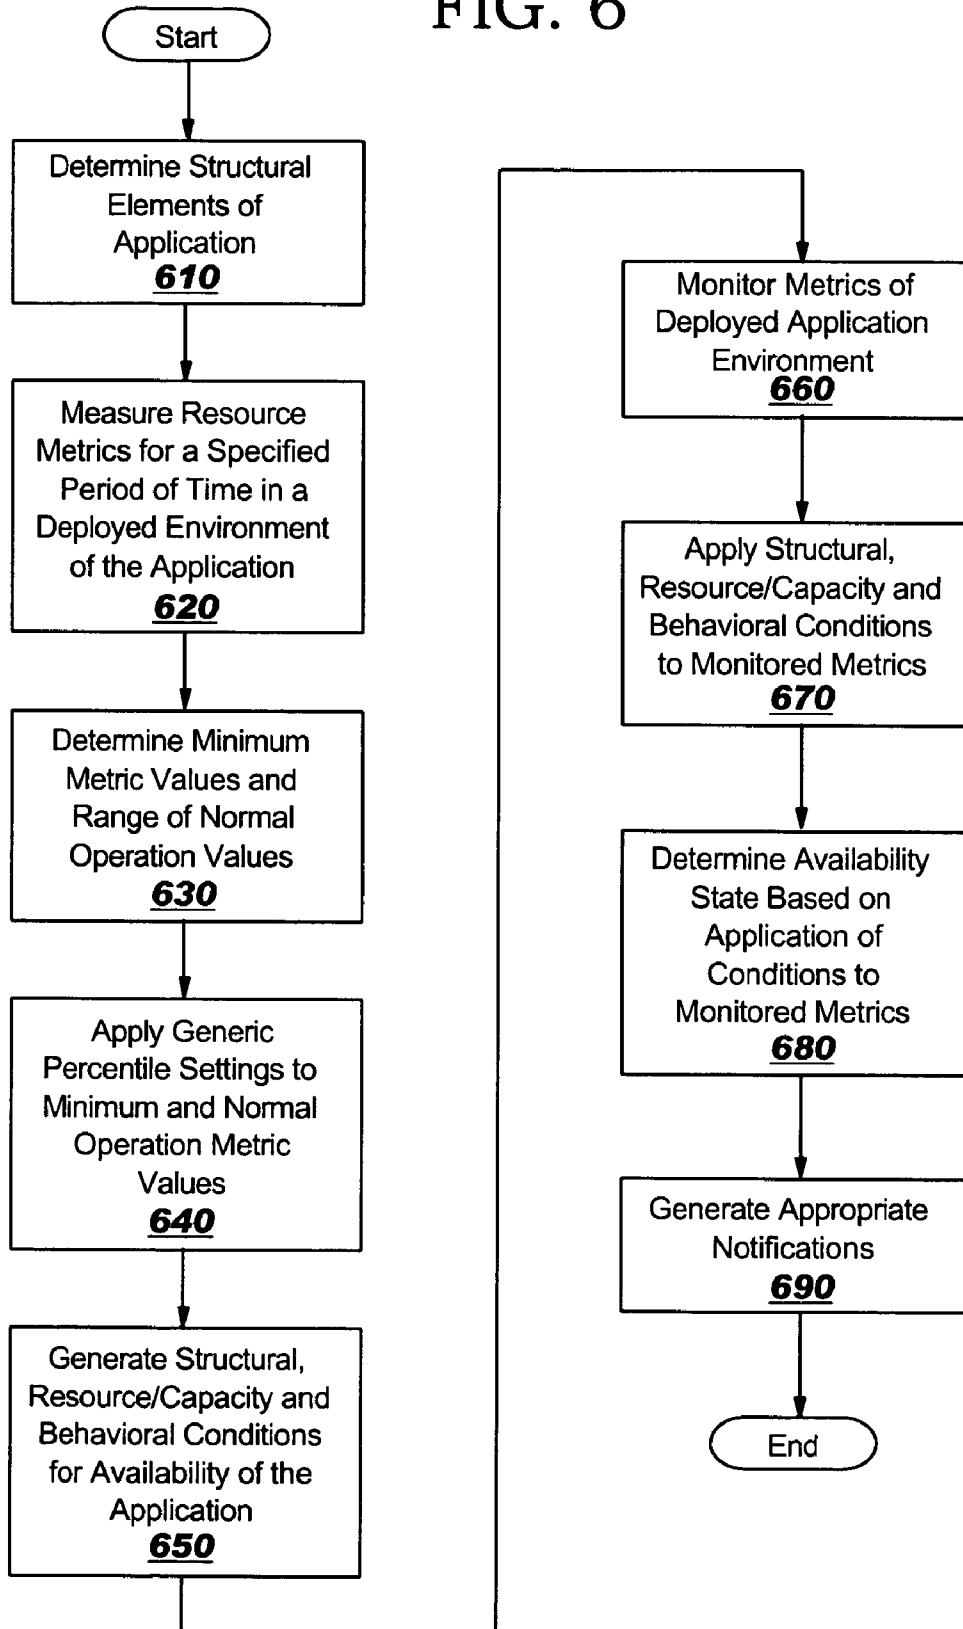 FIG. 6
Start
Determine Structural
Elements of
Application
610
Measure Resource
Metrics for a Specified
Period of Time in a
Deployed Environment
of the Application
620
Determine Minimum
Metric Values and
Range of Normal
Operation Values
630
Apply Generic
Percentile Settings to
Minimum and Normal
Operation Metric
Values
640
Generate Structural,
Resource/Capacity and
Behavioral Conditions
for Availability of the
Application
650
Monitor Metrics of
Deployed Application
Environment
660
Apply Structural,
Resource/Capacity and
Behavioral Conditions
to Monitored Metrics
670
Determine Availability
State Based on
Application of
Conditions to
Monitored Metrics
680
Generate Appropriate
Notifications
690
End